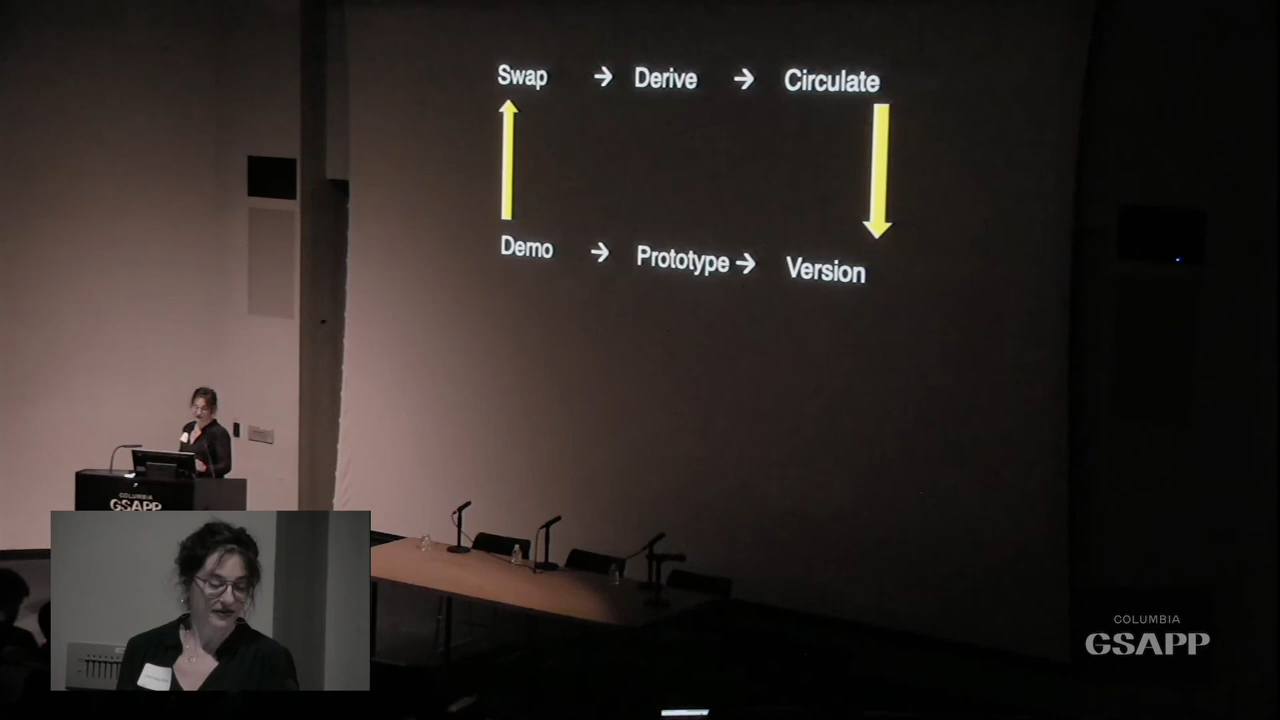 Swap → Derive → Circulate
Demo → Prototype → Version
COLUMBIA
GSAPP
COLUMBIA
GSAPP